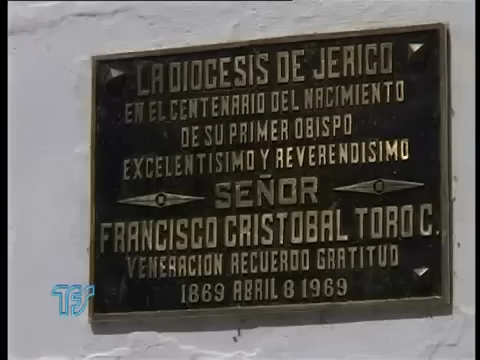 LA DIOCESIS DE JERICO
EN EL CENTENARIO DEL NACIMIENTO
DE SU PRIMER OBISPO
EXCELENTISIMO Y REVERENDISIMO
SEÑOR
FRANCISCO CRISTOBAL TORO C.
VENERACION RECUERDO GRATITUD
1869 ABRIL 8 1969